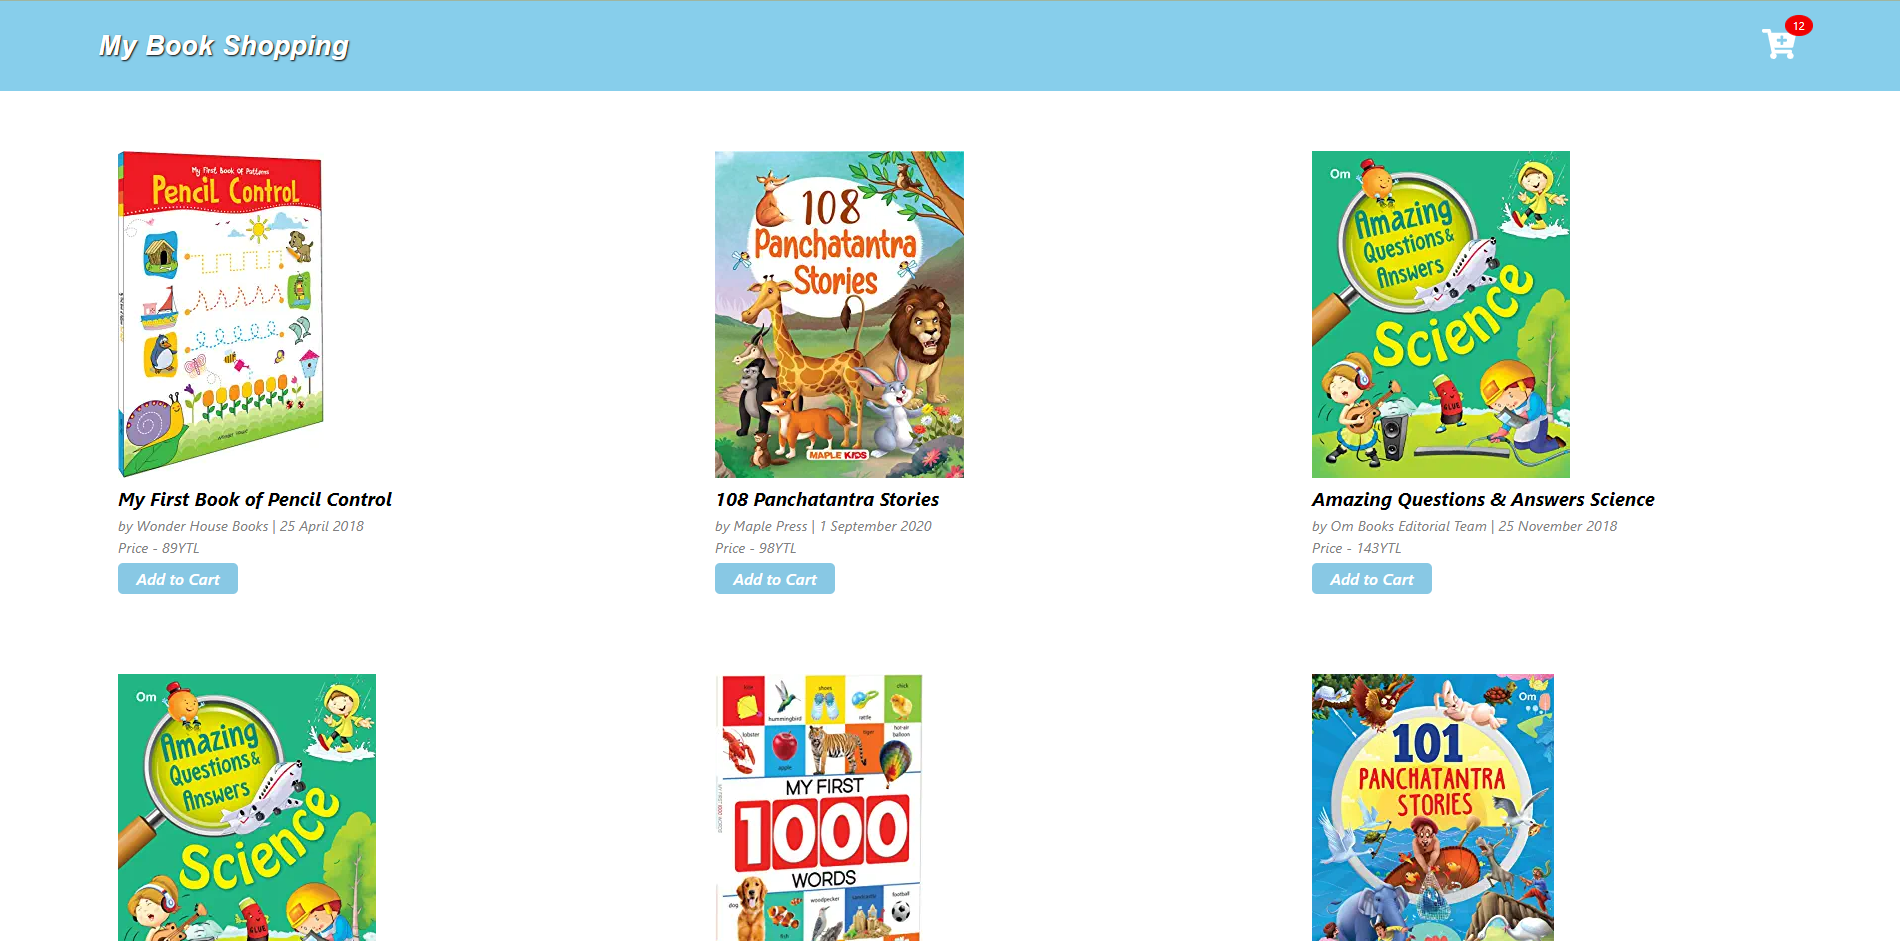 My Book Shopping
12
My First Book Of Patterns
Pencil Control
108
Panchatantra
Stories
MAPLE KIDS
Om
Amazing
Questions &
Answers
Science
GLUE
My First Book of Pencil Control
by Wonder House Books | 25 April 2018
Price - 89YTL
Add to Cart
108 Panchatantra Stories
by Maple Press | 1 September 2020
Price - 98YTL
Add to Cart
Amazing Questions & Answers Science
by Om Books Editorial Team | 25 November 2018
Price - 143YTL
Add to Cart
Om
Amazing
Questions &
Answers
Science
GLUE
hummingbird
shoes
rattle
chick
lobster
apple
tiger
hot-air
balloon
MY FIRST
1000
WORDS
dog
fish
woodpecker
sandcastle
football
Om
101
PANCHATANTRA
STORIES